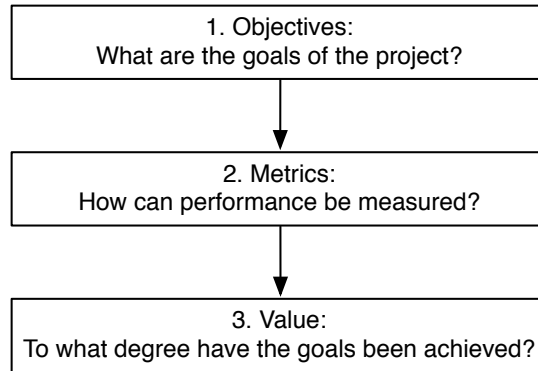 1. Objectives:
What are the goals of the project?
2. Metrics:
How can performance be measured?
3. Value:
To what degree have the goals been achieved?